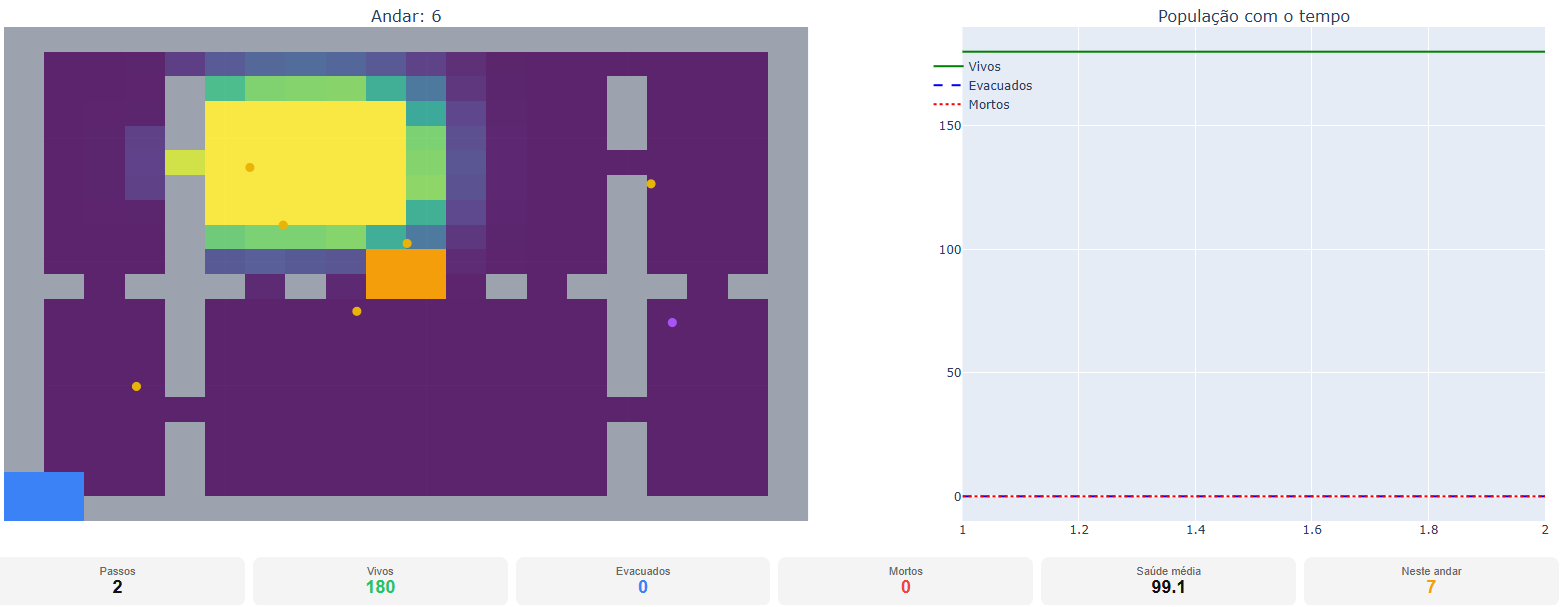 Andar: 6
População com o tempo
Vivos
Evacuados
Mortos
150
100
50
0
1
1.2
1.4
1.6
1.8
2
Passos
2
Vivos
180
Evacuados
0
Mortos
0
Saúde média
99.1
Neste andar
7